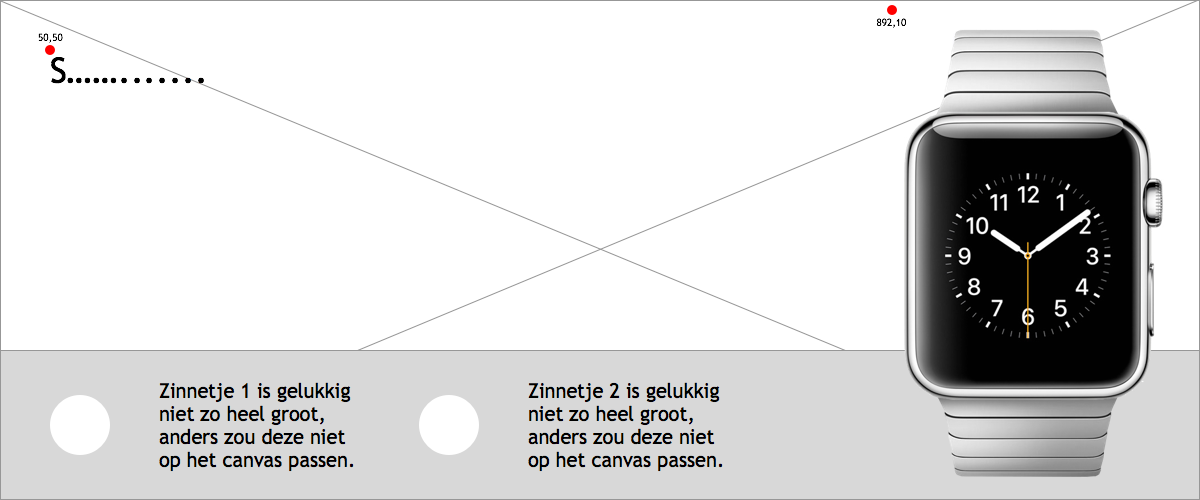 50,50
892,10
S.............
12
11
1
10
2
9
3
8
4
7
5
6
Zinnetje 1 is gelukkig
niet zo heel groot,
anders zou deze niet
op het canvas passen.
Zinnetje 2 is gelukkig
niet zo heel groot,
anders zou deze niet
op het canvas passen.